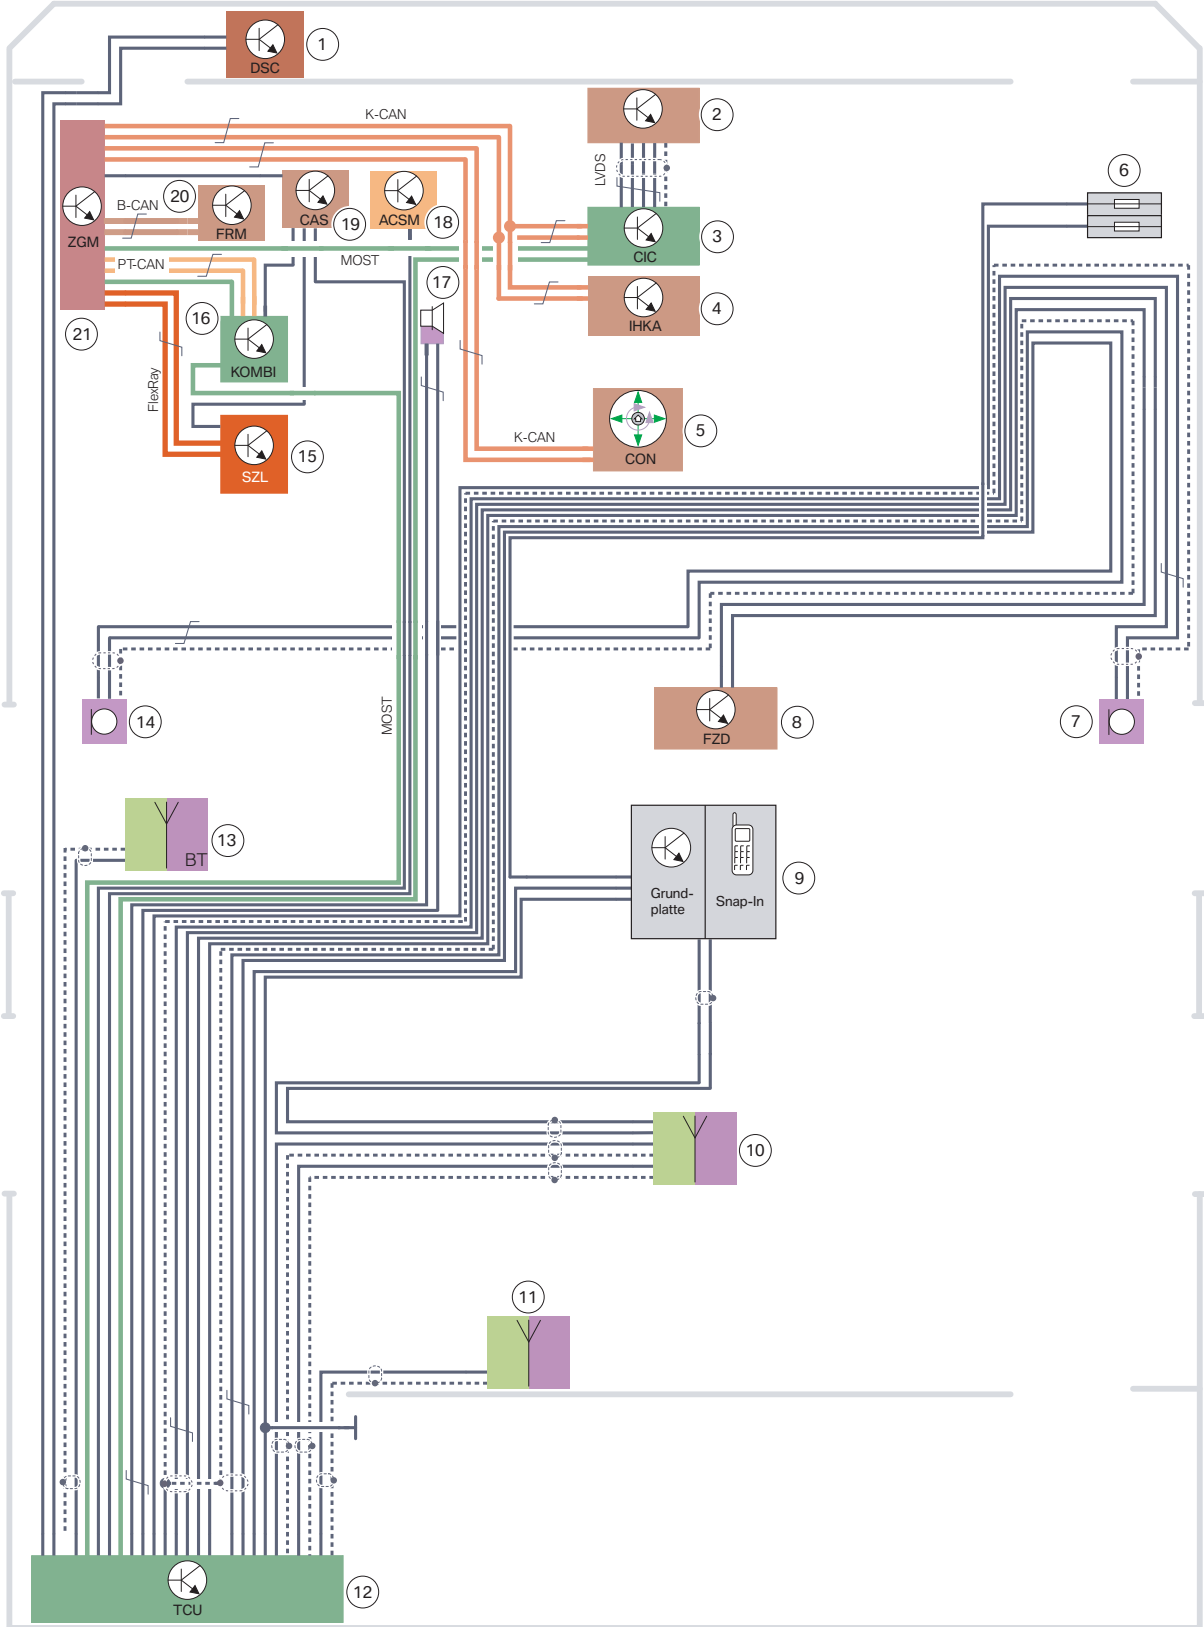 1
DSC
K-CAN
2
LVDS
6
B-CAN
20
FRM
CAS
19
ACSM
18
ZGM
3
CIC
MOST
PT-CAN
17
4
IHKA
16
21
KOMBI
FlexRay
5
CON
K-CAN
15
SZL
14
MOST
8
FZD
7
13
BT
9
Grund-
platte
Snap-In
10
11
12
TCU